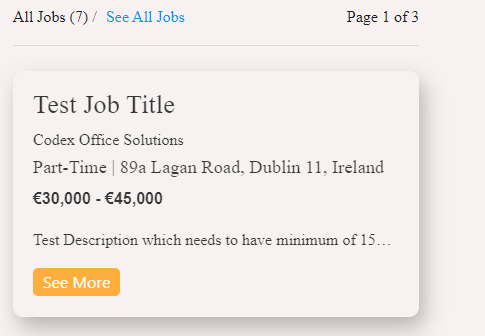 All Jobs (7) / See All Jobs Page 1 of 3
Test Job Title
Codex Office Solutions
Part-Time | 89a Lagan Road, Dublin 11, Ireland
€30,000 - €45,000
Test Description which needs to have minimum of 15…
See More